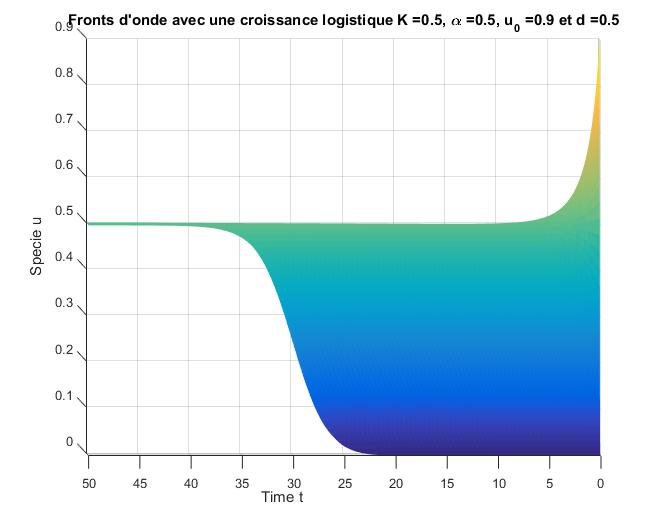 Fronts d'onde avec une croissance logistique K =0.5, α =0.5, u₀ =0.9 et d =0.5
0.9
0.8
0.7
0.6
0.5
0.4
0.3
0.2
0.1
0
Specie u
50 45 40 35 30 25 20 15 10 5 0
Time t